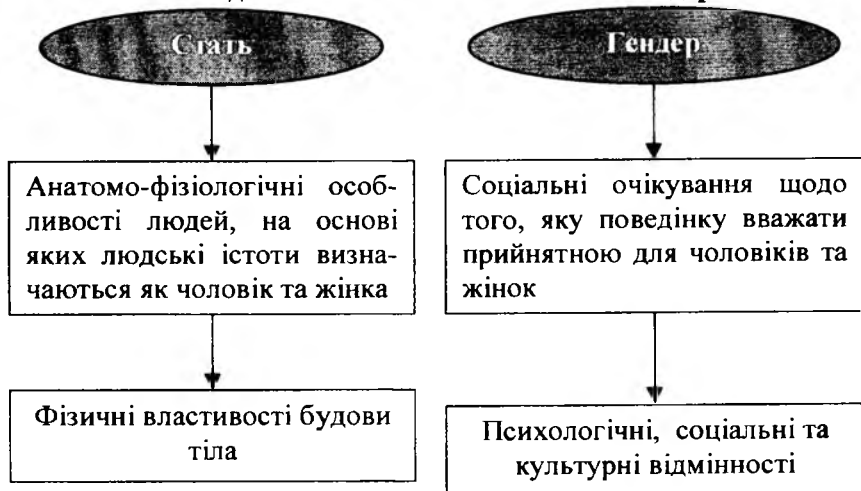 Стать
Гендер
Анатомо-фізіологічні особ-
ливості людей, на основі
яких людські істоти визна-
чаються як чоловік та жінка
Соціальні очікування щодо
того, яку поведінку вважати
прийнятною для чоловіків та
жінок
Фізичні властивості будови
тіла
Психологічні, соціальні та
культурні відмінності